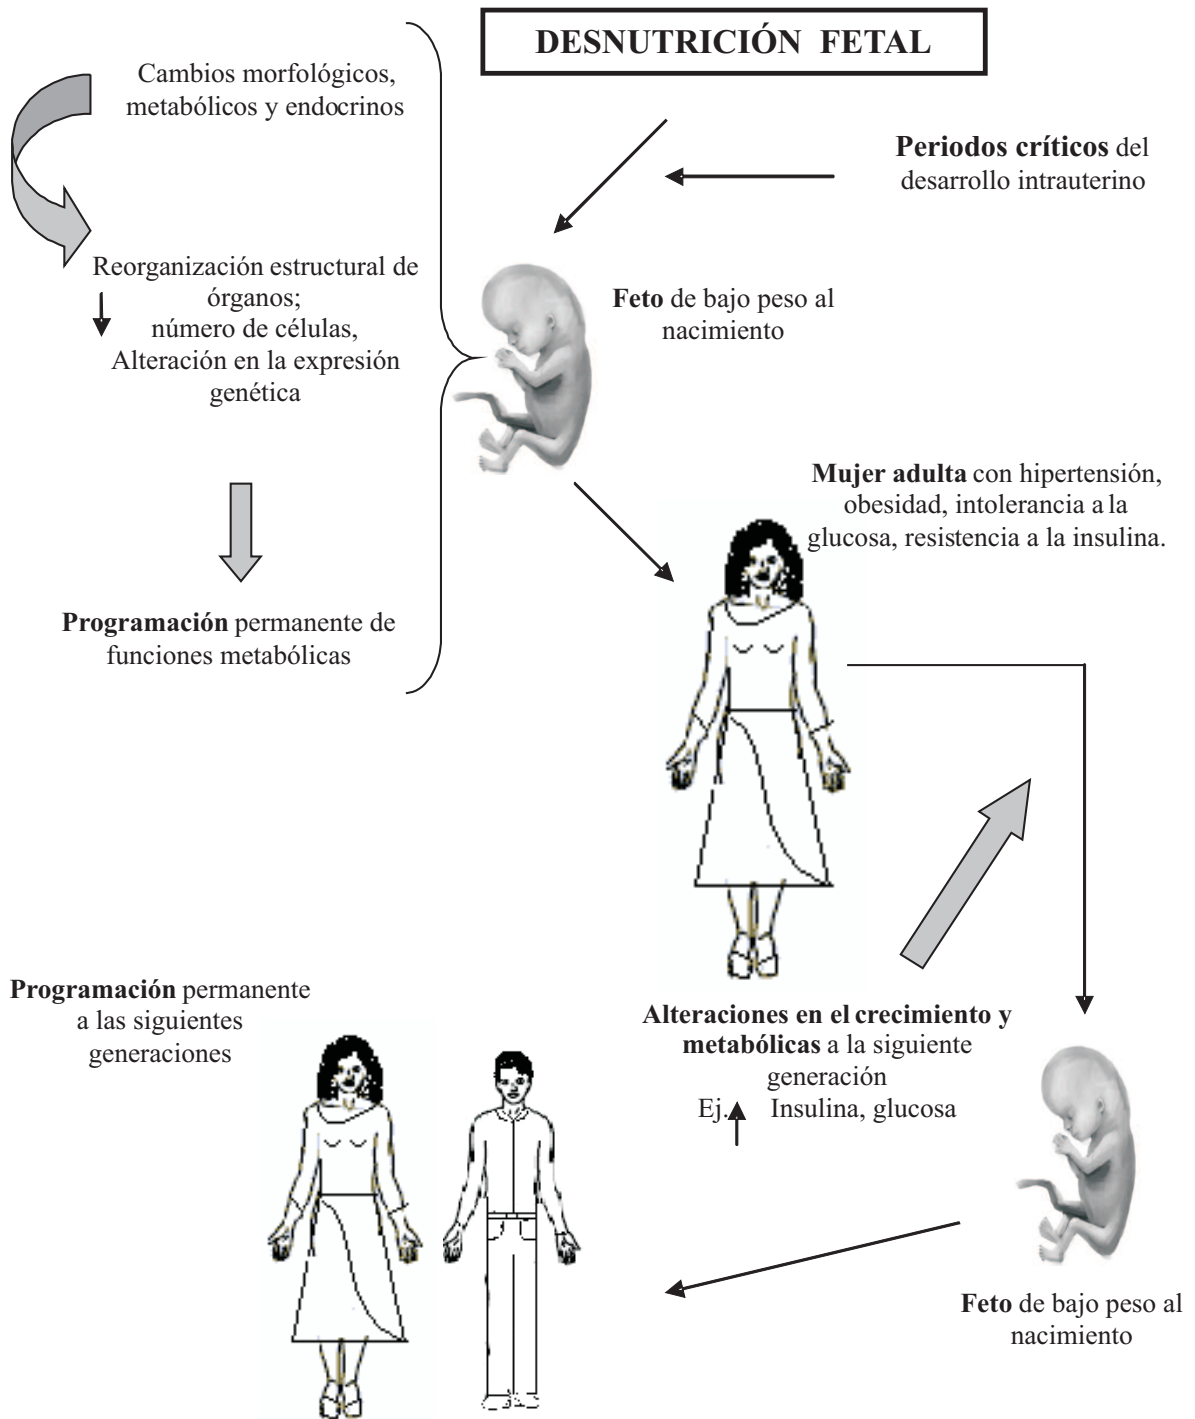 DESNUTRICIÓN FETAL
Cambios morfológicos,
metabólicos y endocrinos
Periodos críticos del
desarrollo intrauterino
Reorganización estructural de
órganos;
número de células,
Alteración en la expresión
genética
Feto de bajo peso al
nacimiento
Mujer adulta con hipertensión,
obesidad, intolerancia a la
glucosa, resistencia a la insulina.
Programación permanente de
funciones metabólicas
Programación permanente
a las siguientes
generaciones
Alteraciones en el crecimiento y
metabólicas a la siguiente
generación
Ej. Insulina, glucosa
Feto de bajo peso al
nacimiento